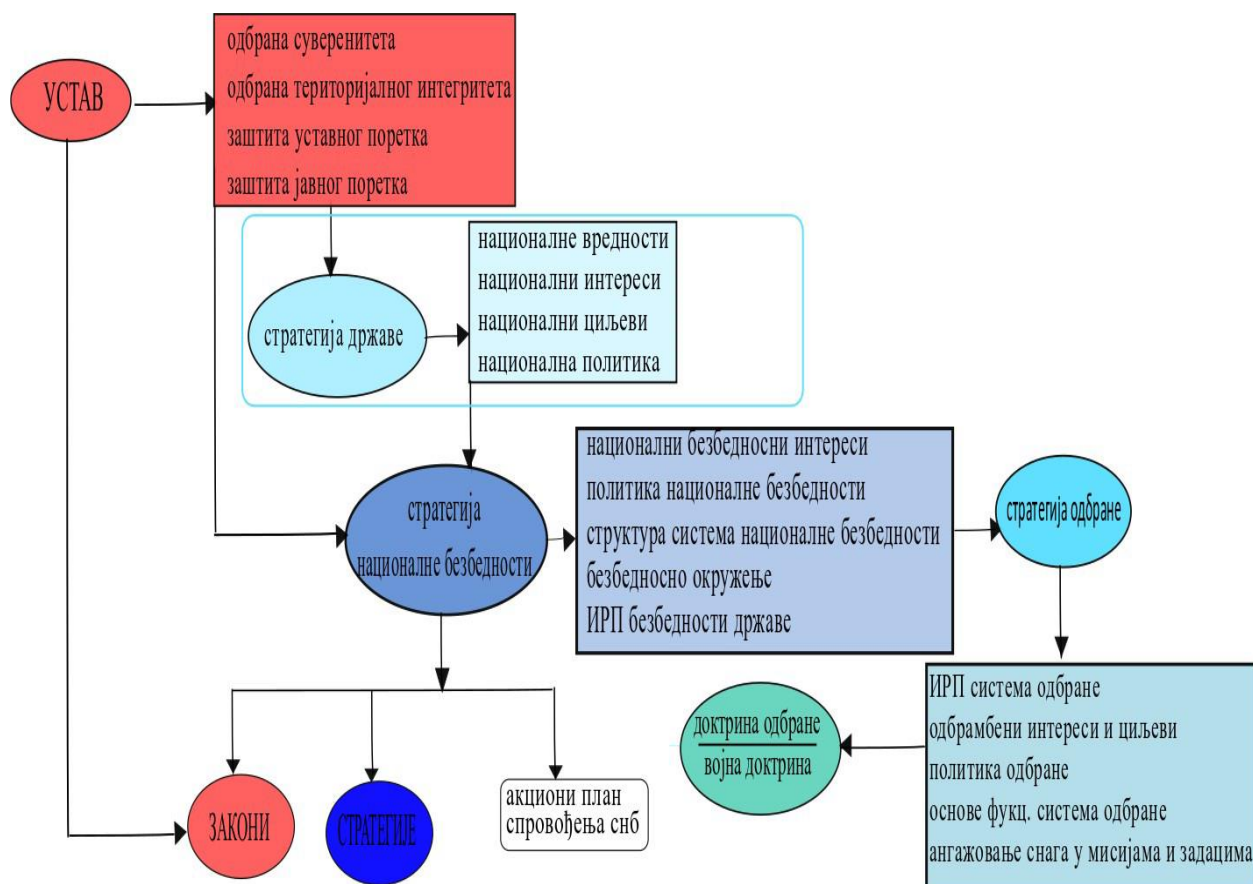 УСТАВ
одбрана суверенитета
одбрана територијалног интегритета
заштита уставног поретка
заштита јавног поретка
стратегија државе
националне вредности
национални интереси
национални циљеви
национална политика
стратегија
националне безбедности
национални безбедносни интереси
политика националне безбедности
структура система националне безбедности
безбедносно окружење
ИРП безбедности државе
стратегија одбране
ИРП система одбране
одбрамбени интереси и циљеви
политика одбране
основе фукц. система одбране
ангажовање снага у мисијама и задацима
доктрина одбране
војна доктрина
ЗАКОНИ
СТРАТЕГИЈЕ
акциони план
спровођења снб